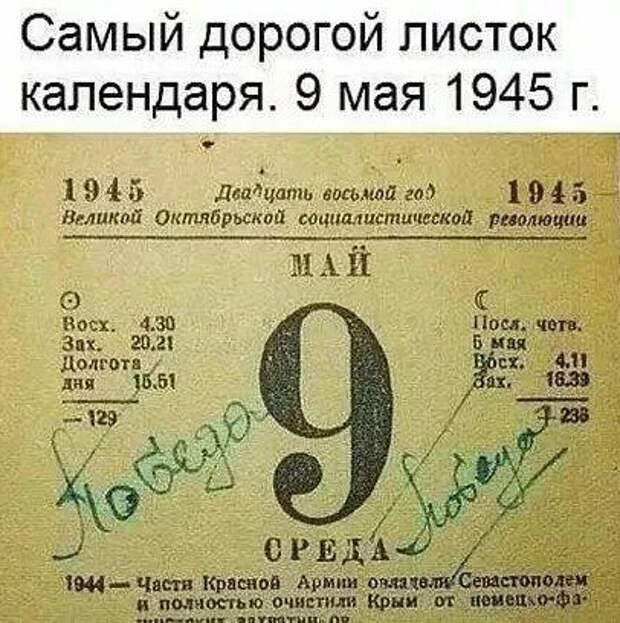 Самый дорогой листок
календаря. 9 мая 1945 г.
1945 Двадцать восьмой год 1945
Великой Октябрьской социалистической революции
МАЙ
Восх. 4.30
Зах. 20.21
Долгота
дня 15.51
— 129
9
Посл. четв.
5 мая
Восх. 4.11
Зах. 16.39
+ 236
Победа
Победа
СРЕДА
1944 — Части Красной Армии овладели Севастополем
и полностью очистили Крым от немецко-фа-